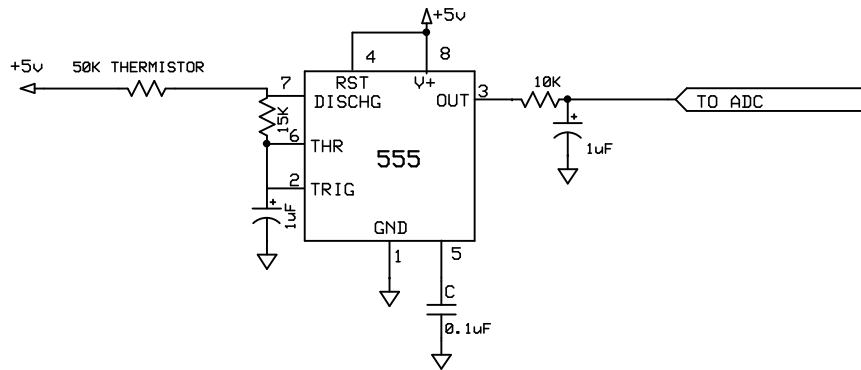 +5v
+5v
50K THERMISTOR
4
8
7
RST
V+
3
10K
DISCHG
OUT
TO ADC
15K
+
6
THR
1uF
555
2
TRIG
+
1uF
GND
1
5
C
0.1uF